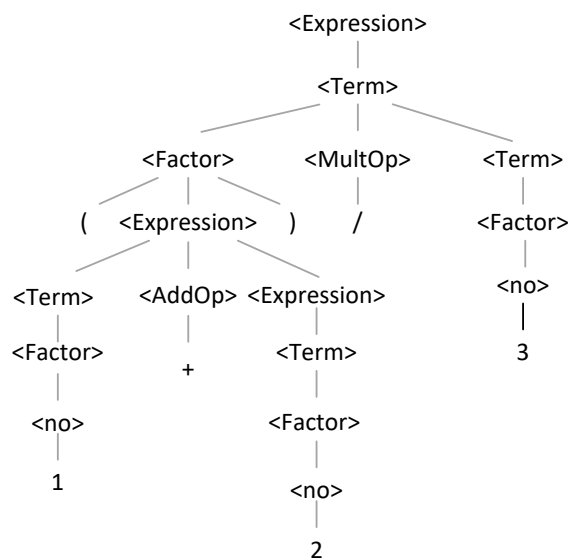 <Expression>
<Term>
<Factor> <MultOp> <Term>
( <Expression> ) / <Factor>
<Term> <AddOp> <Expression> <no>
<Factor> + <Term> 3
<no> <Factor>
1 <no>
2